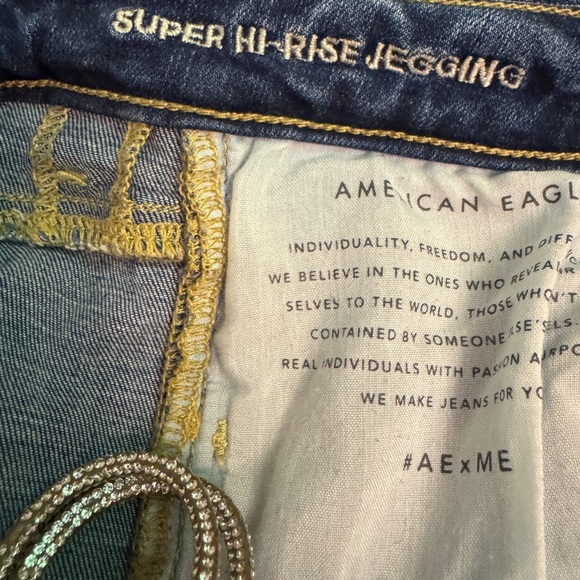 SUPER HI-RISE JEGGING
AMERICAN EAGL
INDIVIDUALITY, FREEDOM, AND DIFF
WE BELIEVE IN THE ONES WHO REVEAL
SELVES TO THE WORLD, THOSE WHO
CONTAINED BY SOMEONE
REAL INDIVIDUALS WITH PASSION
WE MAKE JEANS FOR YO
#AExME